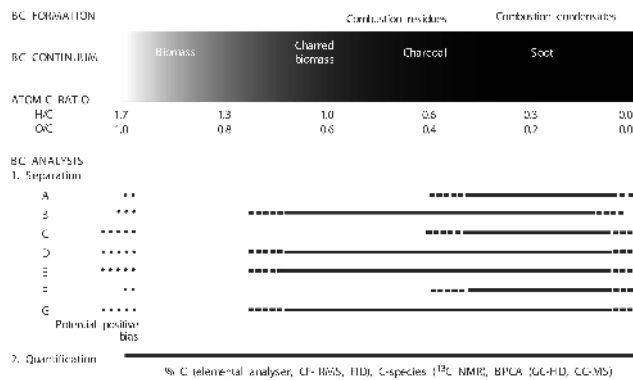 BC FORMATION Combustion residues Combustion condensates
BC CONTINUUM Biomass Charred biomass Charcoal Soot
ATOMIC RATIO
H/C 1.7 1.3 1.0 0.6 0.3 0.0
O/C 1.0 0.8 0.6 0.4 0.2 0.0
BC ANALYSIS
1. Separation
A
B
C
D
E
F
G
Potential positive
bias
2. Quantification
% C (elemental analyser, CF-IRMS, FID), C-species (¹³C NMR), BPCA (GC-FID, GC-MS)